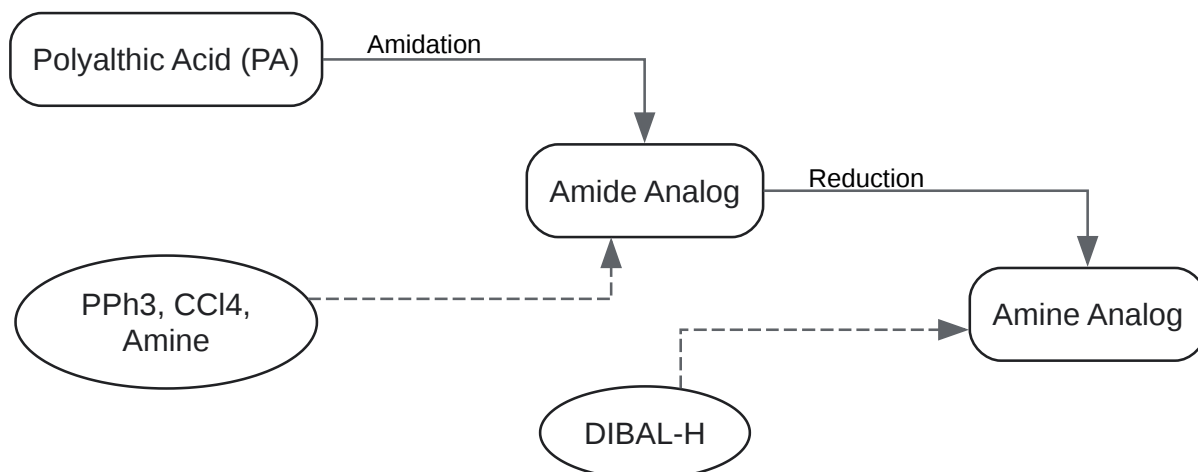 Polyalthic Acid (PA)
Amidation
Amide Analog
Reduction
PPh3, CCl4,
Amine
Amine Analog
DIBAL-H